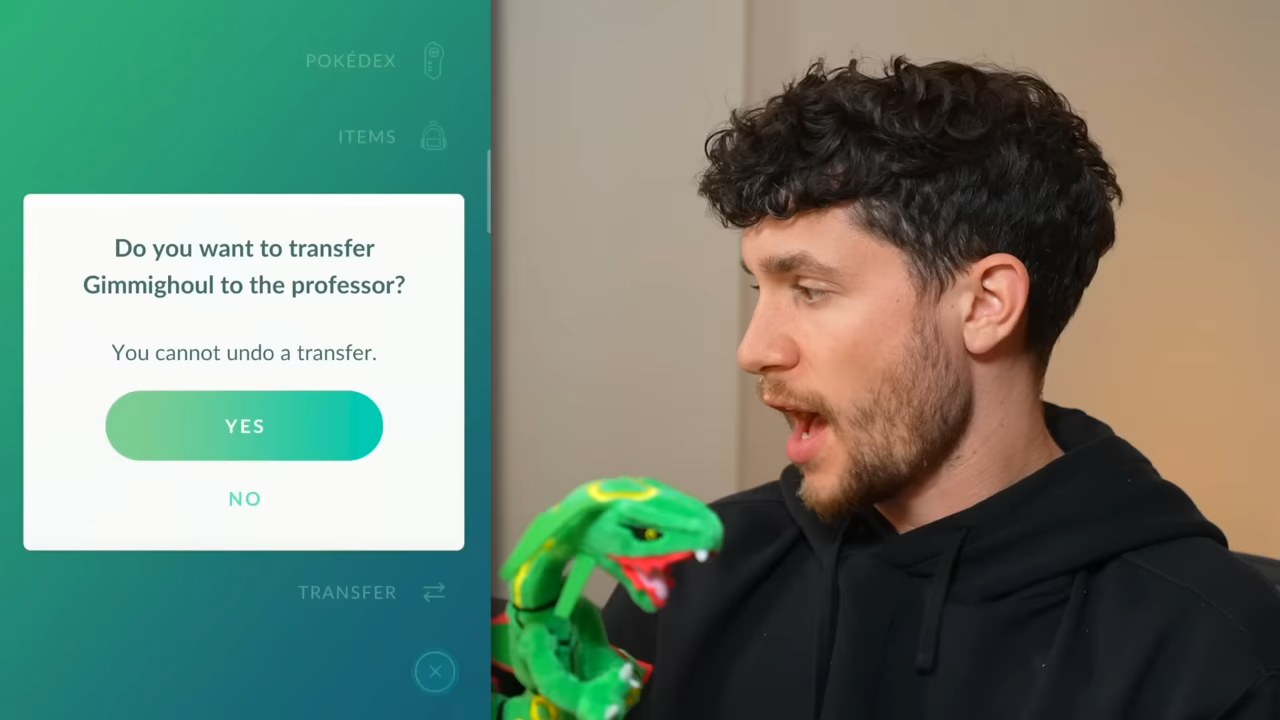 POKÉDEX
ITEMS
Do you want to transfer
Gimmighoul to the professor?
You cannot undo a transfer.
YES
NO
TRANSFER